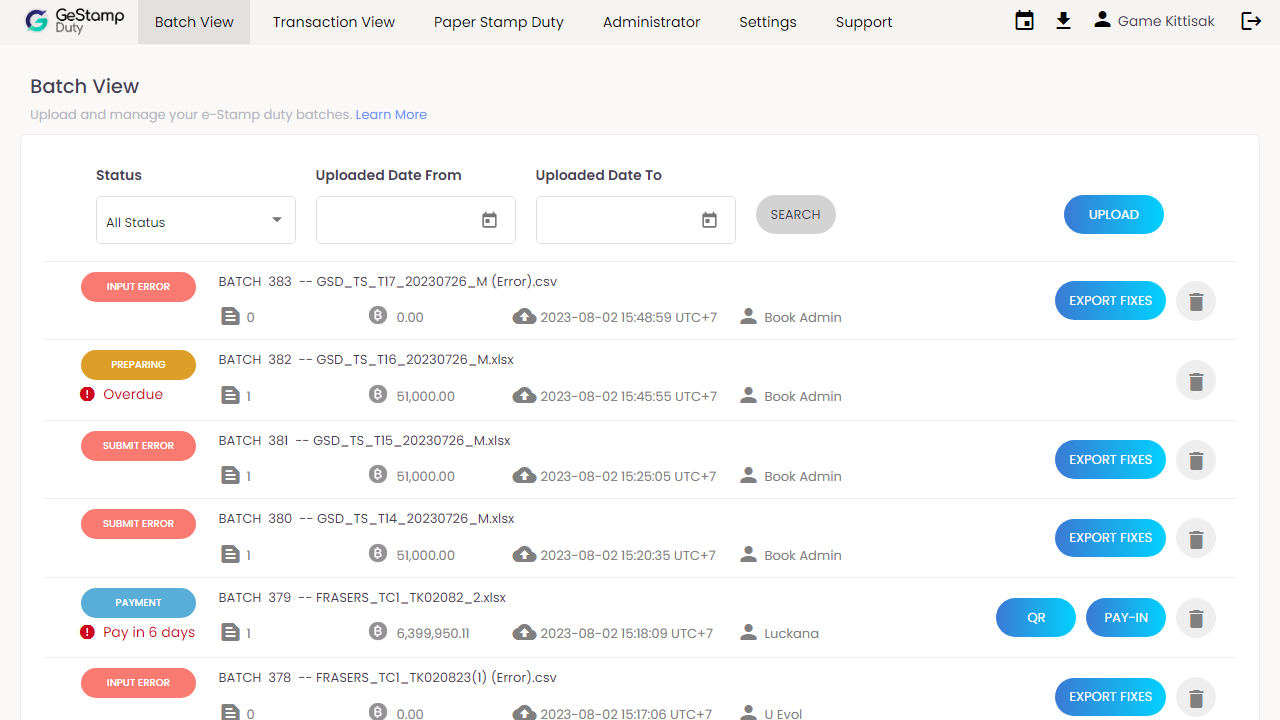 GeStamp
Duty
Batch View
Transaction View
Paper Stamp Duty
Administrator
Settings
Support
Game Kittisak
Batch View
Upload and manage your e-Stamp duty batches. Learn More
Status
Uploaded Date From
Uploaded Date To
All Status
SEARCH
UPLOAD
INPUT ERROR
BATCH 383 -- GSD_TS_T17_20230726_M (Error).csv
0
0.00
2023-08-02 15:48:59 UTC+7
Book Admin
EXPORT FIXES
PREPARING
Overdue
BATCH 382 -- GSD_TS_T16_20230726_M.xlsx
1
51,000.00
2023-08-02 15:45:55 UTC+7
Book Admin
SUBMIT ERROR
BATCH 381 -- GSD_TS_T15_20230726_M.xlsx
1
51,000.00
2023-08-02 15:25:05 UTC+7
Book Admin
EXPORT FIXES
SUBMIT ERROR
BATCH 380 -- GSD_TS_T14_20230726_M.xlsx
1
51,000.00
2023-08-02 15:20:35 UTC+7
Book Admin
EXPORT FIXES
PAYMENT
Pay in 6 days
BATCH 379 -- FRASERS_TC1_TK02082_2.xlsx
1
6,399,950.11
2023-08-02 15:18:09 UTC+7
Luckana
QR
PAY-IN
INPUT ERROR
BATCH 378 -- FRASERS_TC1_TK020823(1) (Error).csv
0
0.00
2023-08-02 15:17:06 UTC+7
U Evol
EXPORT FIXES